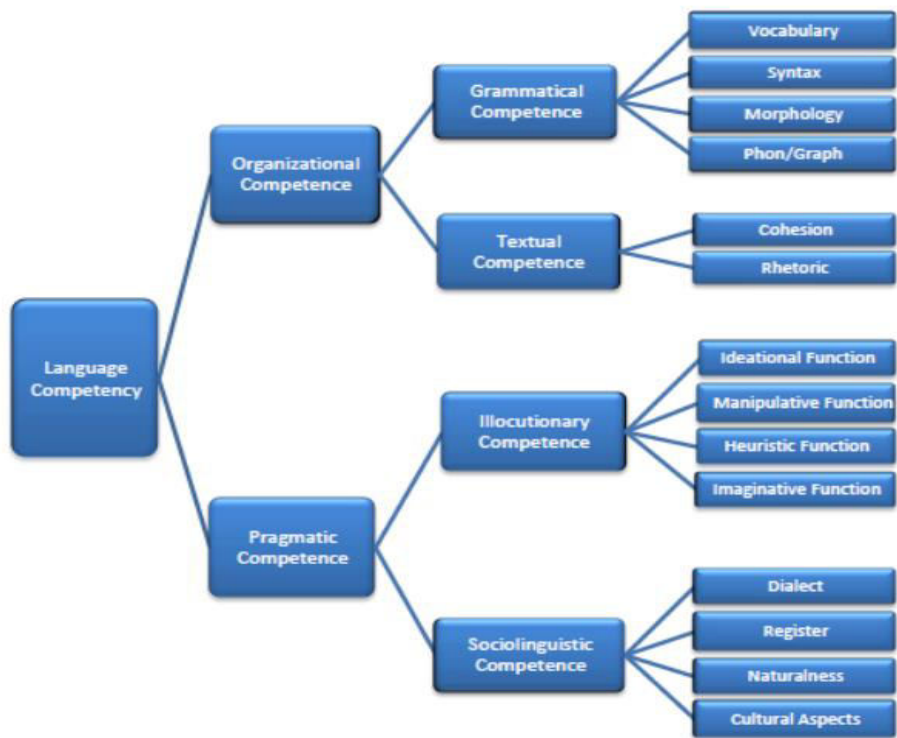 Language
Competency
Organizational
Competence
Grammatical
Competence
Vocabulary
Syntax
Morphology
Phon/Graph
Textual
Competence
Cohesion
Rhetoric
Pragmatic
Competence
Illocutionary
Competence
Ideational Function
Manipulative Function
Heuristic Function
Imaginative Function
Sociolinguistic
Competence
Dialect
Register
Naturalness
Cultural Aspects